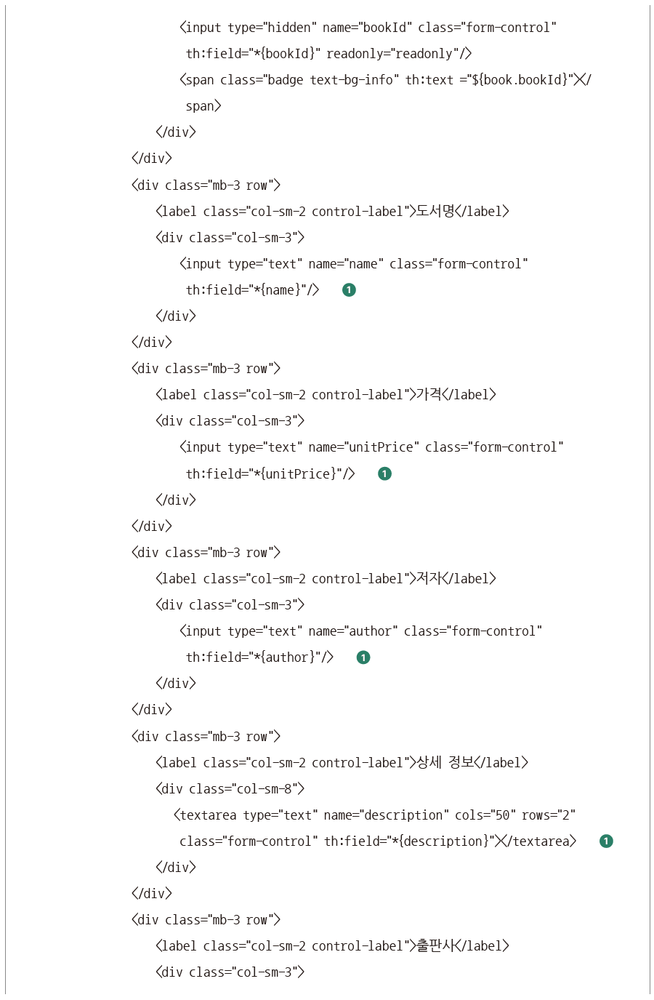 <input type="hidden" name="bookId" class="form-control"
th:field="*{bookId}" readonly="readonly"/>
<span class="badge text-bg-info" th:text ="${book.bookId}"></
span>
</div>
</div>
<div class="mb-3 row">
<label class="col-sm-2 control-label">도서명</label>
<div class="col-sm-3">
<input type="text" name="name" class="form-control"
th:field="*{name}"/> 1
</div>
</div>
<div class="mb-3 row">
<label class="col-sm-2 control-label">가격</label>
<div class="col-sm-3">
<input type="text" name="unitPrice" class="form-control"
th:field="*{unitPrice}"/> 1
</div>
</div>
<div class="mb-3 row">
<label class="col-sm-2 control-label">저자</label>
<div class="col-sm-3">
<input type="text" name="author" class="form-control"
th:field="*{author}"/> 1
</div>
</div>
<div class="mb-3 row">
<label class="col-sm-2 control-label">상세 정보</label>
<div class="col-sm-8">
<textarea type="text" name="description" cols="50" rows="2"
class="form-control" th:field="*{description}"></textarea> 1
</div>
</div>
<div class="mb-3 row">
<label class="col-sm-2 control-label">출판사</label>
<div class="col-sm-3">